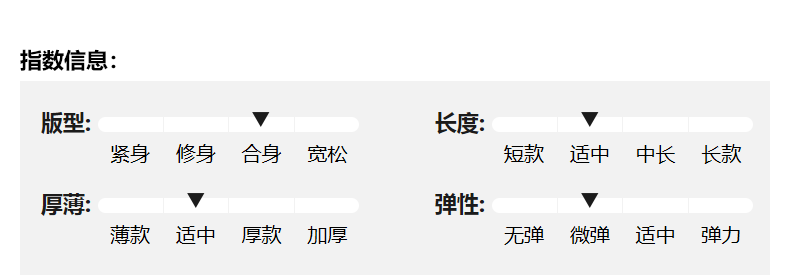 指数信息：
版型: 长度:
紧身 修身 合身 宽松 短款 适中 中长 长款
厚薄: 弹性:
薄款 适中 厚款 加厚 无弹 微弹 适中 弹力